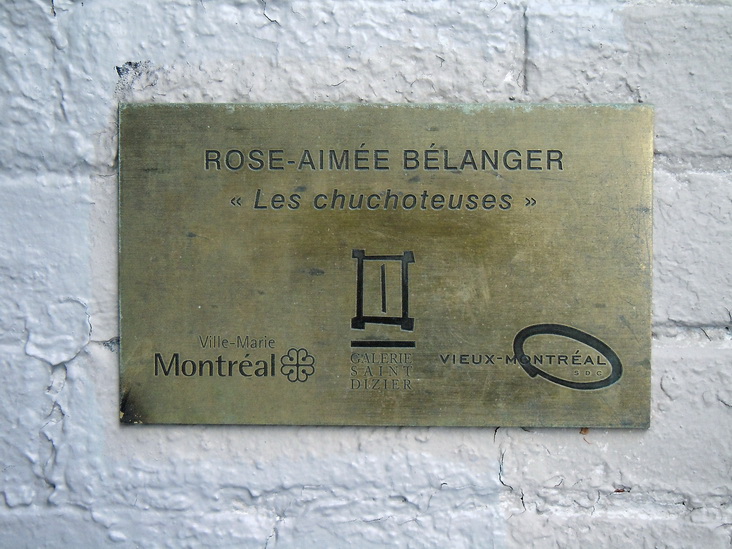 ROSE-AIMÉE BÉLANGER
« Les chuchoteuses »
Ville-Marie
Montréal
GALERIE
SAINT
DIZIER
VIEUX-MONTRÉAL
SDC